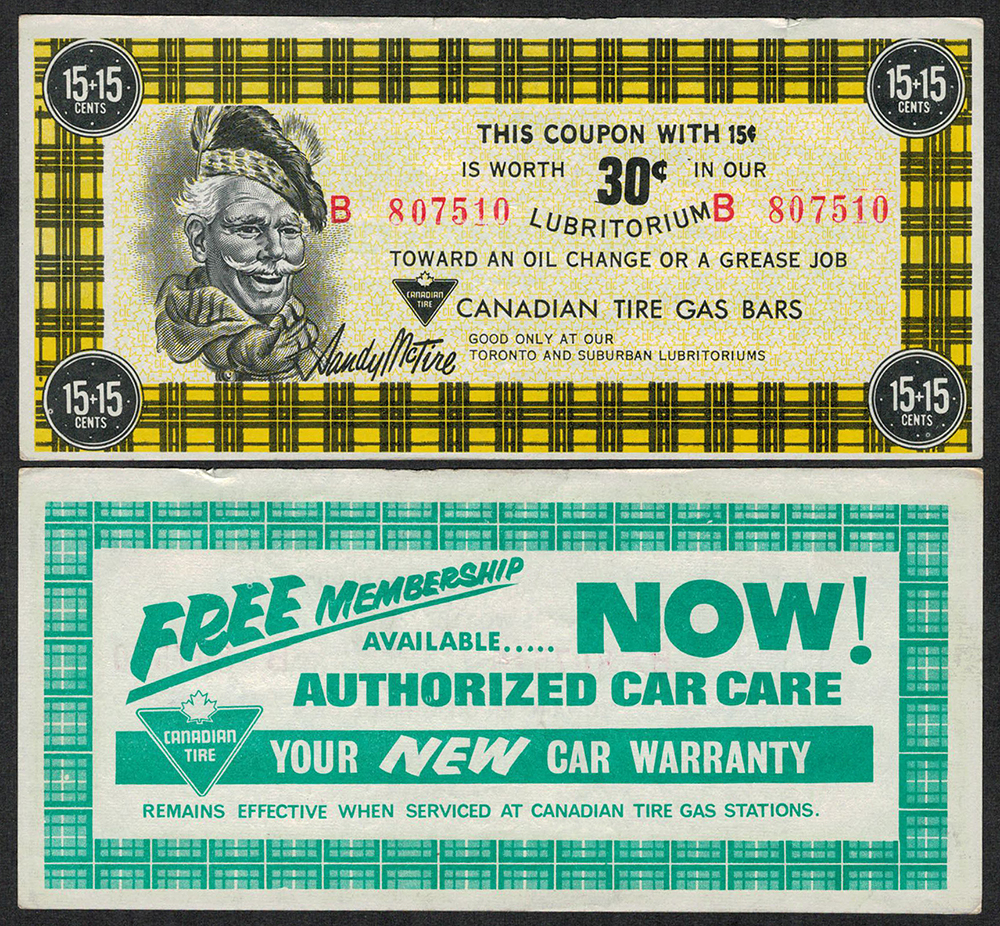 15+15
CENTS
15+15
CENTS
THIS COUPON WITH 15¢
IS WORTH 30¢ IN OUR
B 807510 LUBRITORIUM B 807510
TOWARD AN OIL CHANGE OR A GREASE JOB
CANADIAN
TIRE
CANADIAN TIRE GAS BARS
Sandy McTire
GOOD ONLY AT OUR
TORONTO AND SUBURBAN LUBRITORIUMS
15+15
CENTS
15+15
CENTS
FREE MEMBERSHIP
AVAILABLE..... NOW!
AUTHORIZED CAR CARE
CANADIAN
TIRE
YOUR NEW CAR WARRANTY
REMAINS EFFECTIVE WHEN SERVICED AT CANADIAN TIRE GAS STATIONS.